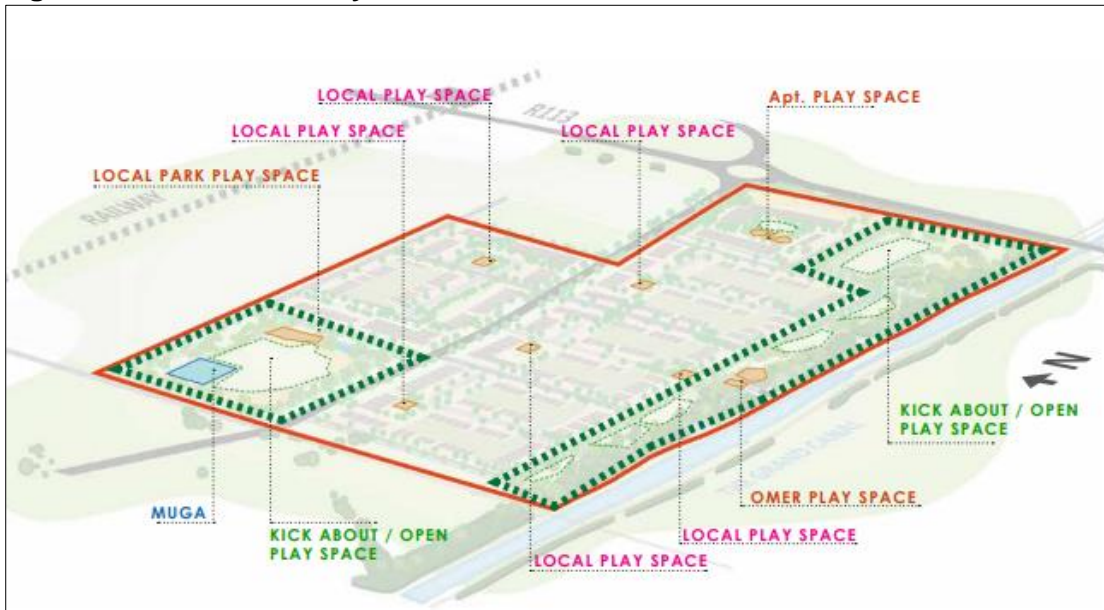 LOCAL PLAY SPACE
R113
Apt. PLAY SPACE
LOCAL PLAY SPACE
LOCAL PLAY SPACE
LOCAL PARK PLAY SPACE
RAILWAY
N
KICK ABOUT / OPEN
PLAY SPACE
GRAND CANAL
OMER PLAY SPACE
MUGA
KICK ABOUT / OPEN
PLAY SPACE
LOCAL PLAY SPACE
LOCAL PLAY SPACE